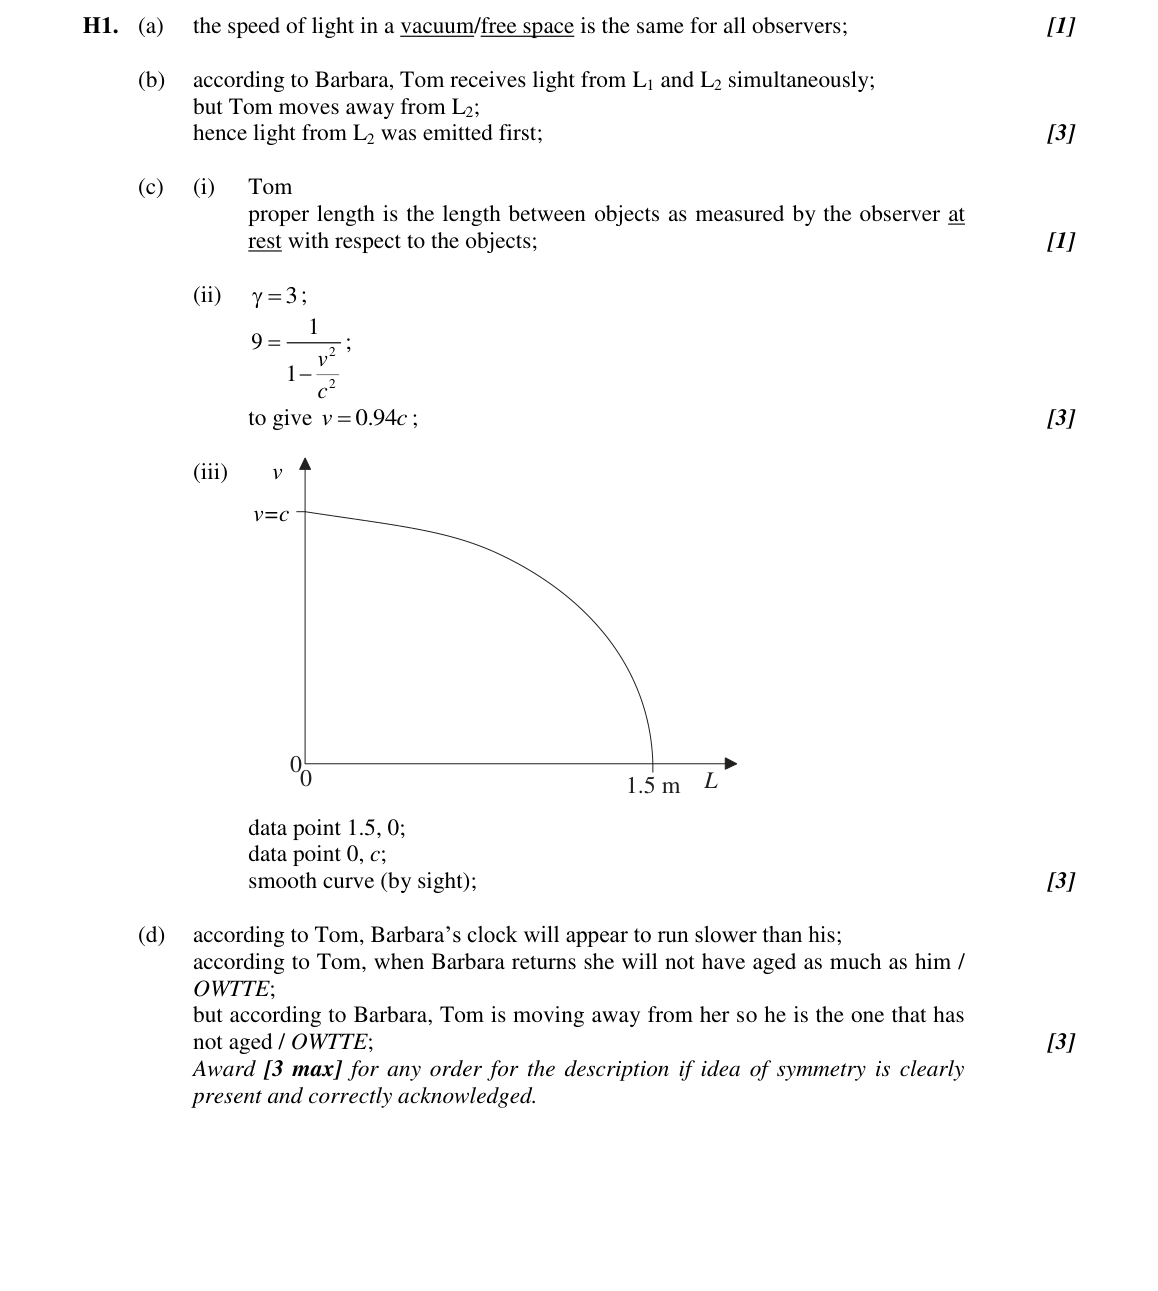 H1. (a) the speed of light in a vacuum/free space is the same for all observers; [1]
(b) according to Barbara, Tom receives light from L1 and L2 simultaneously;
but Tom moves away from L2;
hence light from L2 was emitted first; [3]
(c) (i) Tom
proper length is the length between objects as measured by the observer at
rest with respect to the objects; [1]
(ii) γ = 3 ;
9 = 1 / (1 − v²/c²) ;
to give v = 0.94c ; [3]
(iii) v
v=c
0
0
1.5 m L
data point 1.5, 0;
data point 0, c;
smooth curve (by sight); [3]
(d) according to Tom, Barbara’s clock will appear to run slower than his;
according to Tom, when Barbara returns she will not have aged as much as him /
OWTTE;
but according to Barbara, Tom is moving away from her so he is the one that has
not aged / OWTTE; [3]
Award [3 max] for any order for the description if idea of symmetry is clearly
present and correctly acknowledged.